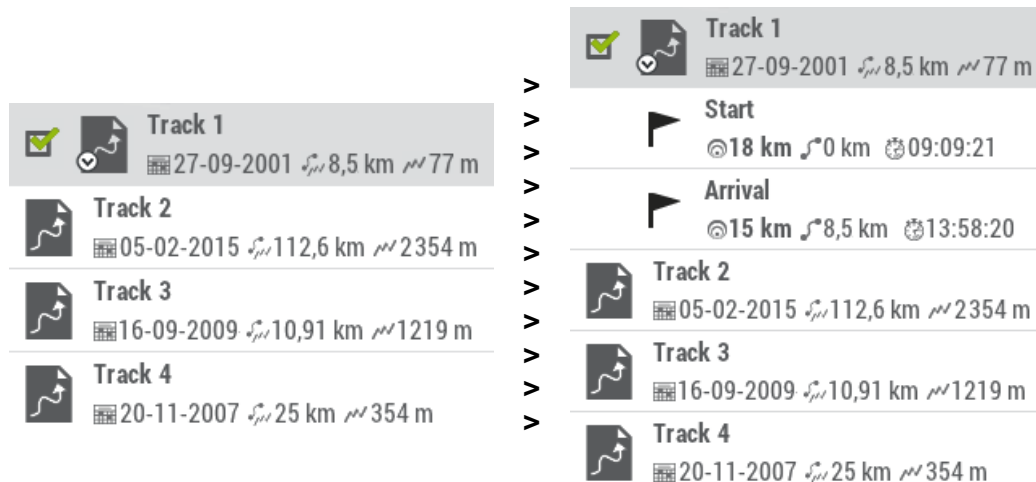 Track 1
27-09-2001 8,5 km 77 m
Track 2
05-02-2015 112,6 km 2354 m
Track 3
16-09-2009 10,91 km 1219 m
Track 4
20-11-2007 25 km 354 m
>
>
>
>
>
>
>
>
>
>
>
Track 1
27-09-2001 8,5 km 77 m
Start
18 km 0 km 09:09:21
Arrival
15 km 8,5 km 13:58:20
Track 2
05-02-2015 112,6 km 2354 m
Track 3
16-09-2009 10,91 km 1219 m
Track 4
20-11-2007 25 km 354 m